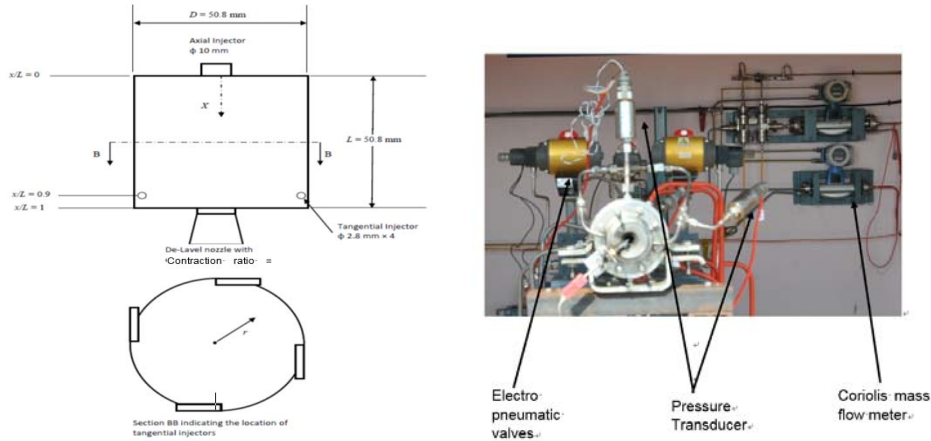 D = 50.8 mm
Axial Injector
ϕ 10 mm
x/L = 0
X
L = 50.8 mm
B
B
x/L = 0.9
x/L = 1
Tangential Injector
ϕ 2.8 mm × 4
De-Lavel nozzle with
Contraction ratio =
r
Section BB indicating the location of
tangential injectors
Electro
pneumatic
valves
Pressure
Transducer
Coriolis mass
flow meter